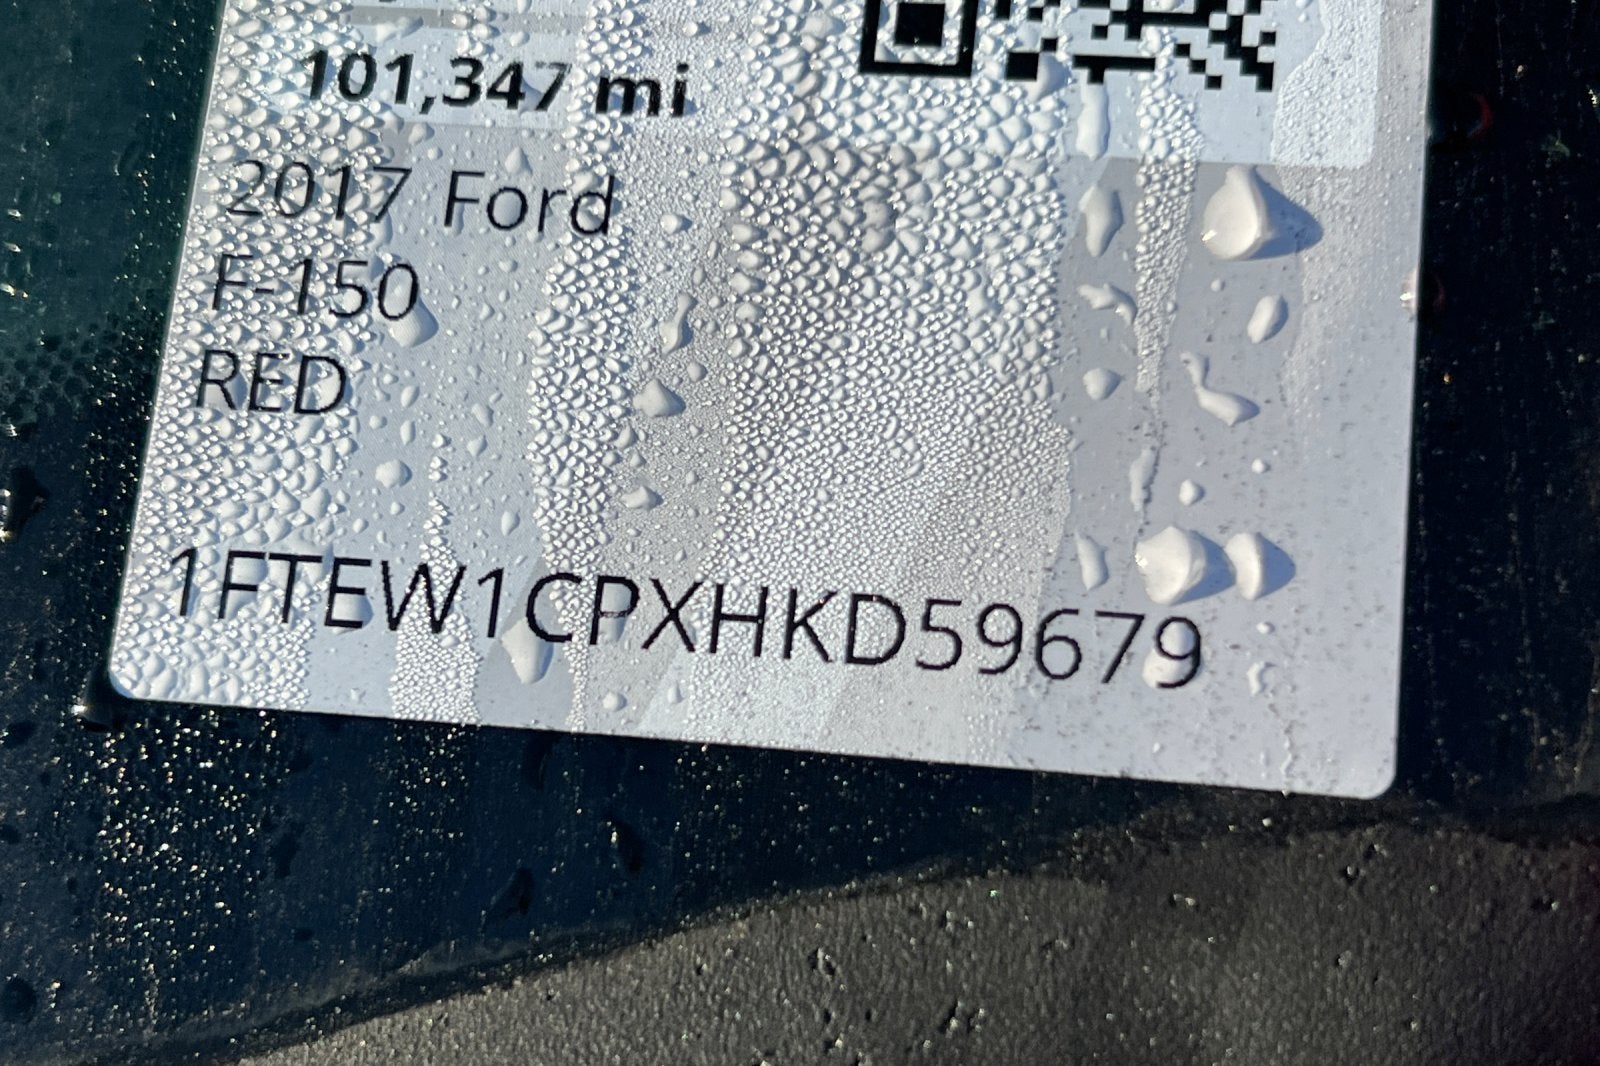 101,347 mi
2017 Ford
F-150
RED
1FTEW1CPXHKD59679